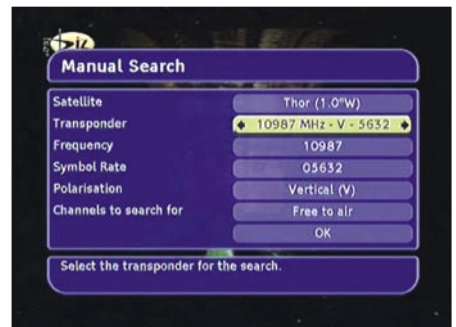 Manual Search
Satellite Thor (1.0°W)
Transponder 10987 MHz - V - 5632
Frequency 10987
Symbol Rate 05632
Polarisation Vertical (V)
Channels to search for Free to air
OK
Select the transponder for the search.